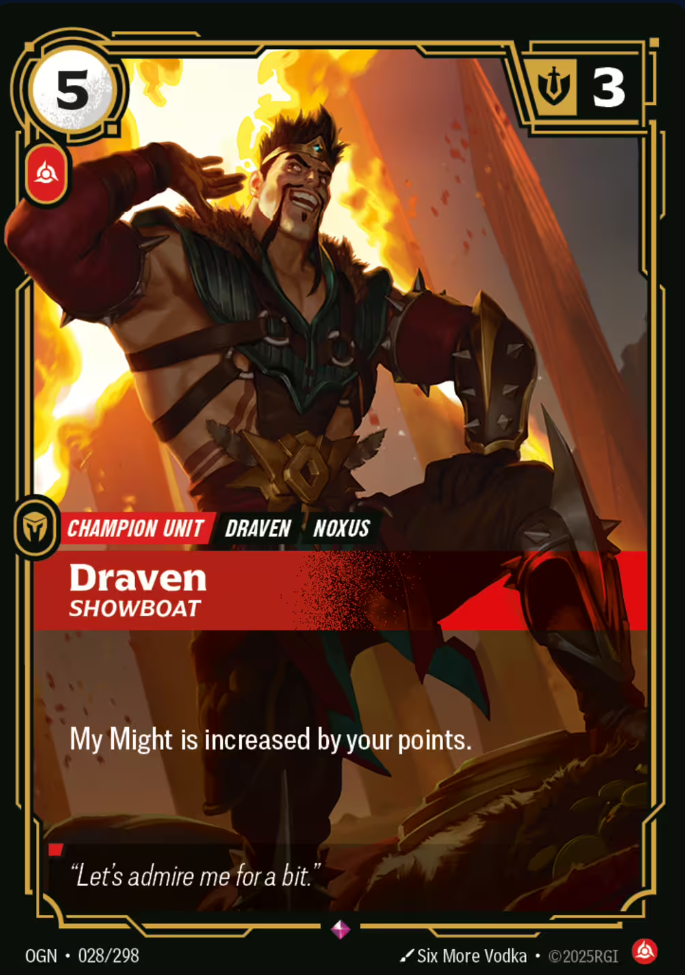 5
3
CHAMPION UNIT DRAVEN NOXUS
Draven
SHOWBOAT
My Might is increased by your points.
“Let’s admire me for a bit.”
OGN • 028/298 Six More Vodka • ©2025RGI